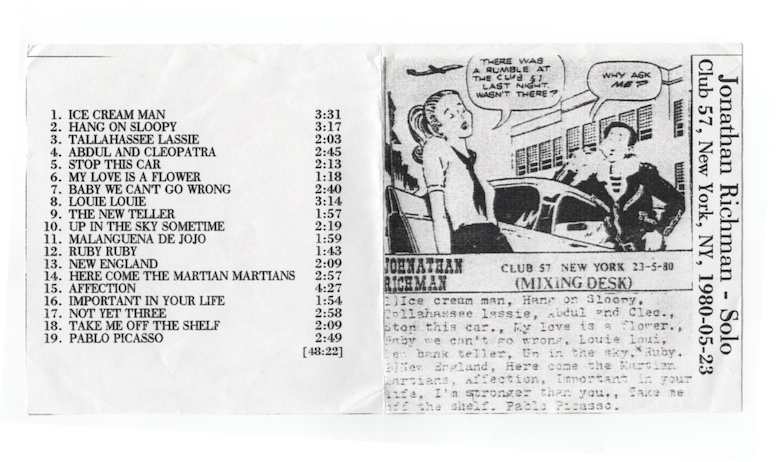 1. ICE CREAM MAN 3:31
2. HANG ON SLOOPY 3:17
3. TALLAHASSEE LASSIE 2:03
4. ABDUL AND CLEOPATRA 2:45
5. STOP THIS CAR 2:13
6. MY LOVE IS A FLOWER 1:18
7. BABY WE CAN'T GO WRONG 2:40
8. LOUIE LOUIE 3:14
9. THE NEW TELLER 1:57
10. UP IN THE SKY SOMETIME 2:19
11. MALANGUENA DE JOJO 1:59
12. RUBY RUBY 1:43
13. NEW ENGLAND 2:09
14. HERE COME THE MARTIAN MARTIANS 2:57
15. AFFECTION 4:27
16. IMPORTANT IN YOUR LIFE 1:54
17. NOT YET THREE 2:58
18. TAKE ME OFF THE SHELF 2:09
19. PABLO PICASSO 2:49
[48:22]
THERE WAS
A RUMBLE AT
THE CLUB 57
LAST NIGHT.
WASN'T THERE?
WHY ASK
ME?
JOHNATHAN
RICHMAN
CLUB 57 NEW YORK 23-5-80
(MIXING DESK)
1)Ice cream man, Hang on Sloopy,
Tallahassee lassie, Abdul and Cleo.,
Stop this car., My love is a flower.,
Baby we can't go wrong, Louie Loui,
New bank teller, Up in the sky, Ruby.
2)New England, Here come the Martian
martians, affection, Important in your
life, I'm stronger than you,, Take me
off the shelf. Pablo Picasso.
Jonathan Richman - Solo
Club 57, New York, NY, 1980-05-23